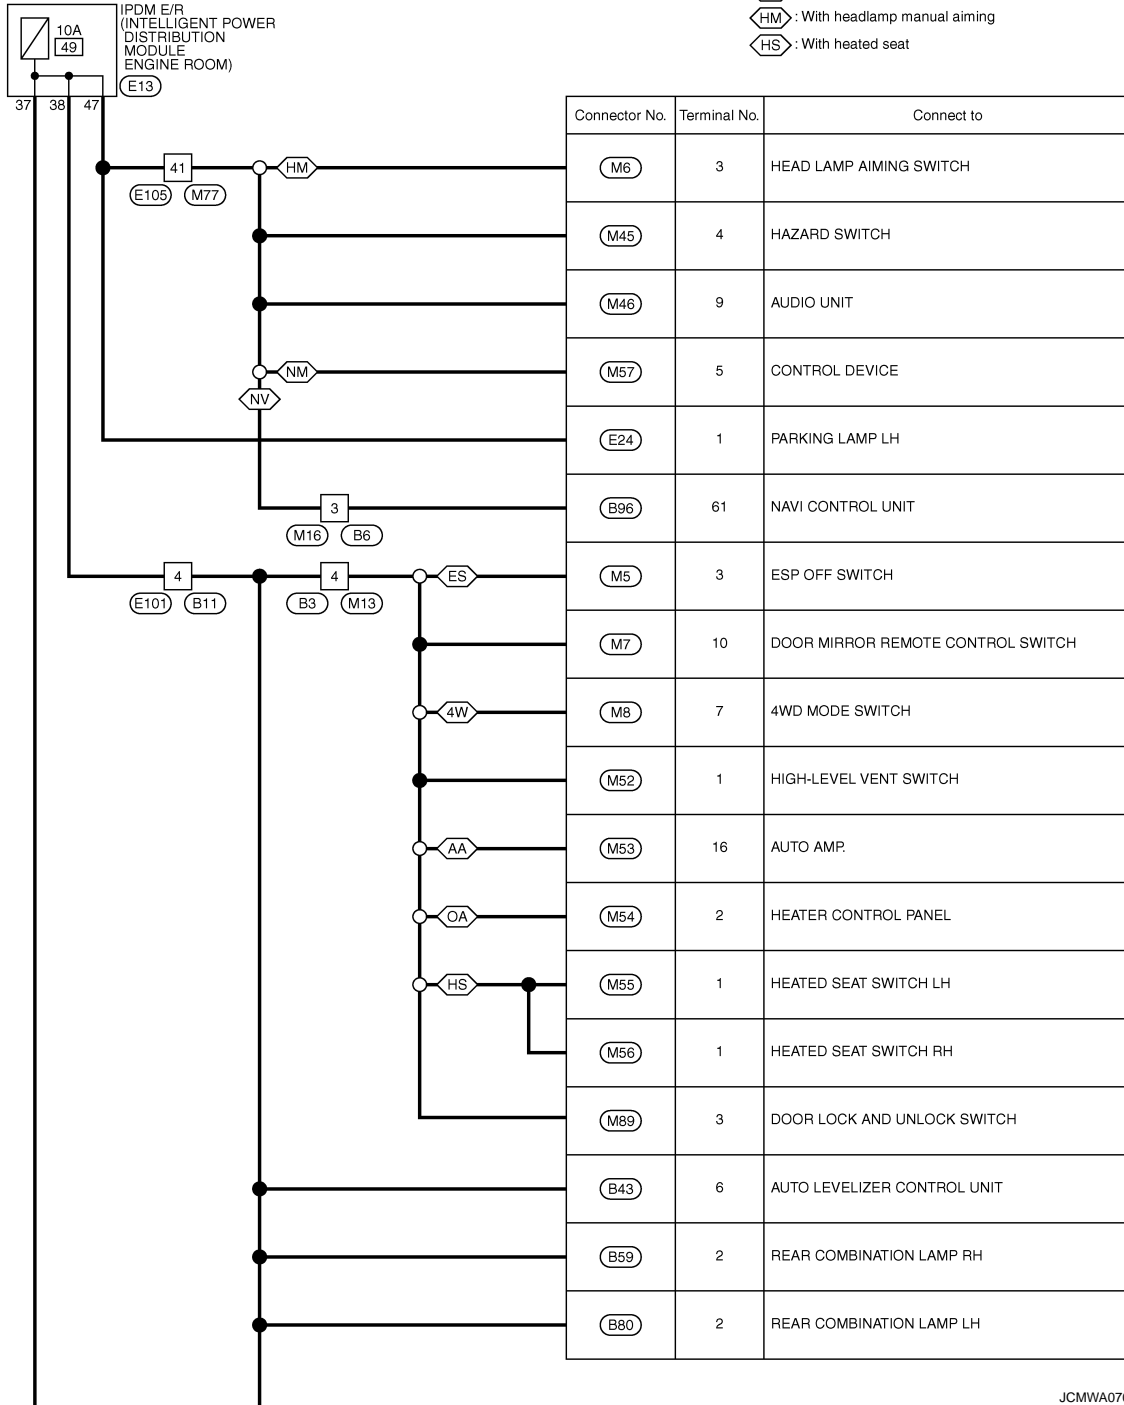 IPDM E/R
(INTELLIGENT POWER
DISTRIBUTION
MODULE
ENGINE ROOM)
10A
49
E13
37 38 47
HM : With headlamp manual aiming
HS : With heated seat
Connector No. Terminal No. Connect to
41 HM M6 3 HEAD LAMP AIMING SWITCH
E105 M77
M45 4 HAZARD SWITCH
M46 9 AUDIO UNIT
NM M57 5 CONTROL DEVICE
NV
E24 1 PARKING LAMP LH
3 B96 61 NAVI CONTROL UNIT
M16 B6
4 4 ES M5 3 ESP OFF SWITCH
E101 B11 B3 M13
M7 10 DOOR MIRROR REMOTE CONTROL SWITCH
4W M8 7 4WD MODE SWITCH
M52 1 HIGH-LEVEL VENT SWITCH
AA M53 16 AUTO AMP.
OA M54 2 HEATER CONTROL PANEL
HS M55 1 HEATED SEAT SWITCH LH
M56 1 HEATED SEAT SWITCH RH
M89 3 DOOR LOCK AND UNLOCK SWITCH
B43 6 AUTO LEVELIZER CONTROL UNIT
B59 2 REAR COMBINATION LAMP RH
B80 2 REAR COMBINATION LAMP LH